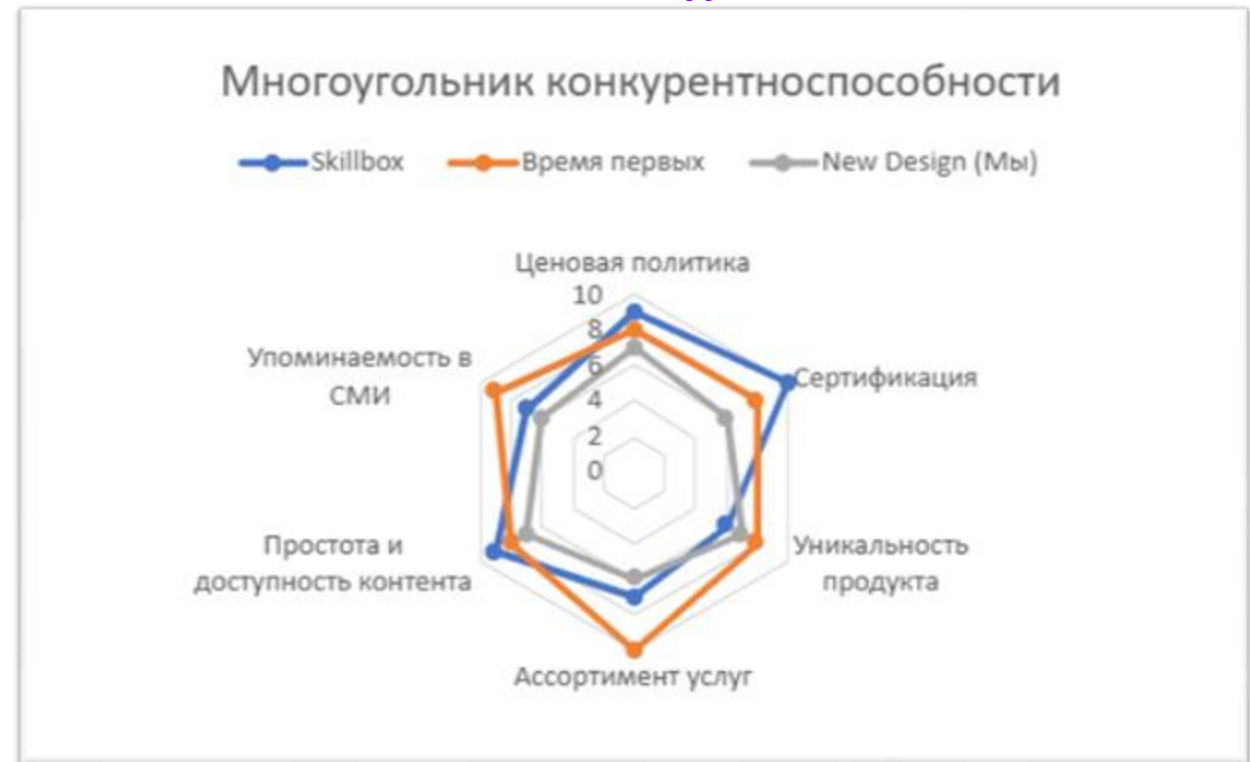 Многоугольник конкурентноспособности
Skillbox
Время первых
New Design (Мы)
Ценовая политика
10
8
6
4
2
0
Сертификация
Уникальность
продукта
Ассортимент услуг
Простота и
доступность контента
Упоминаемость в
СМИ